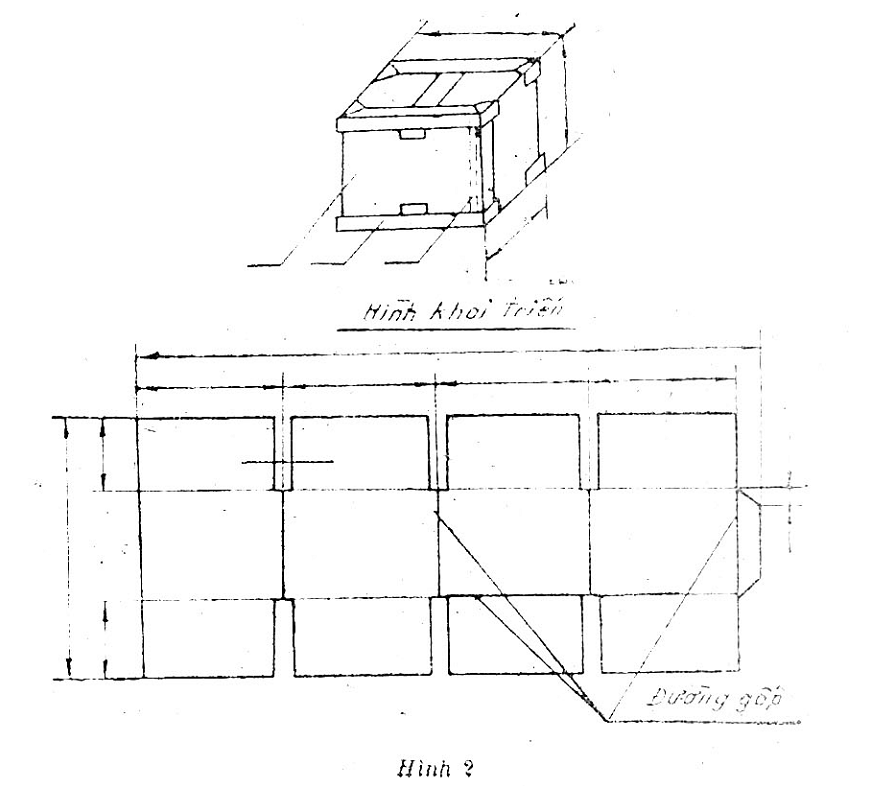 Hình khai triển
Đường gấp
Hình 2